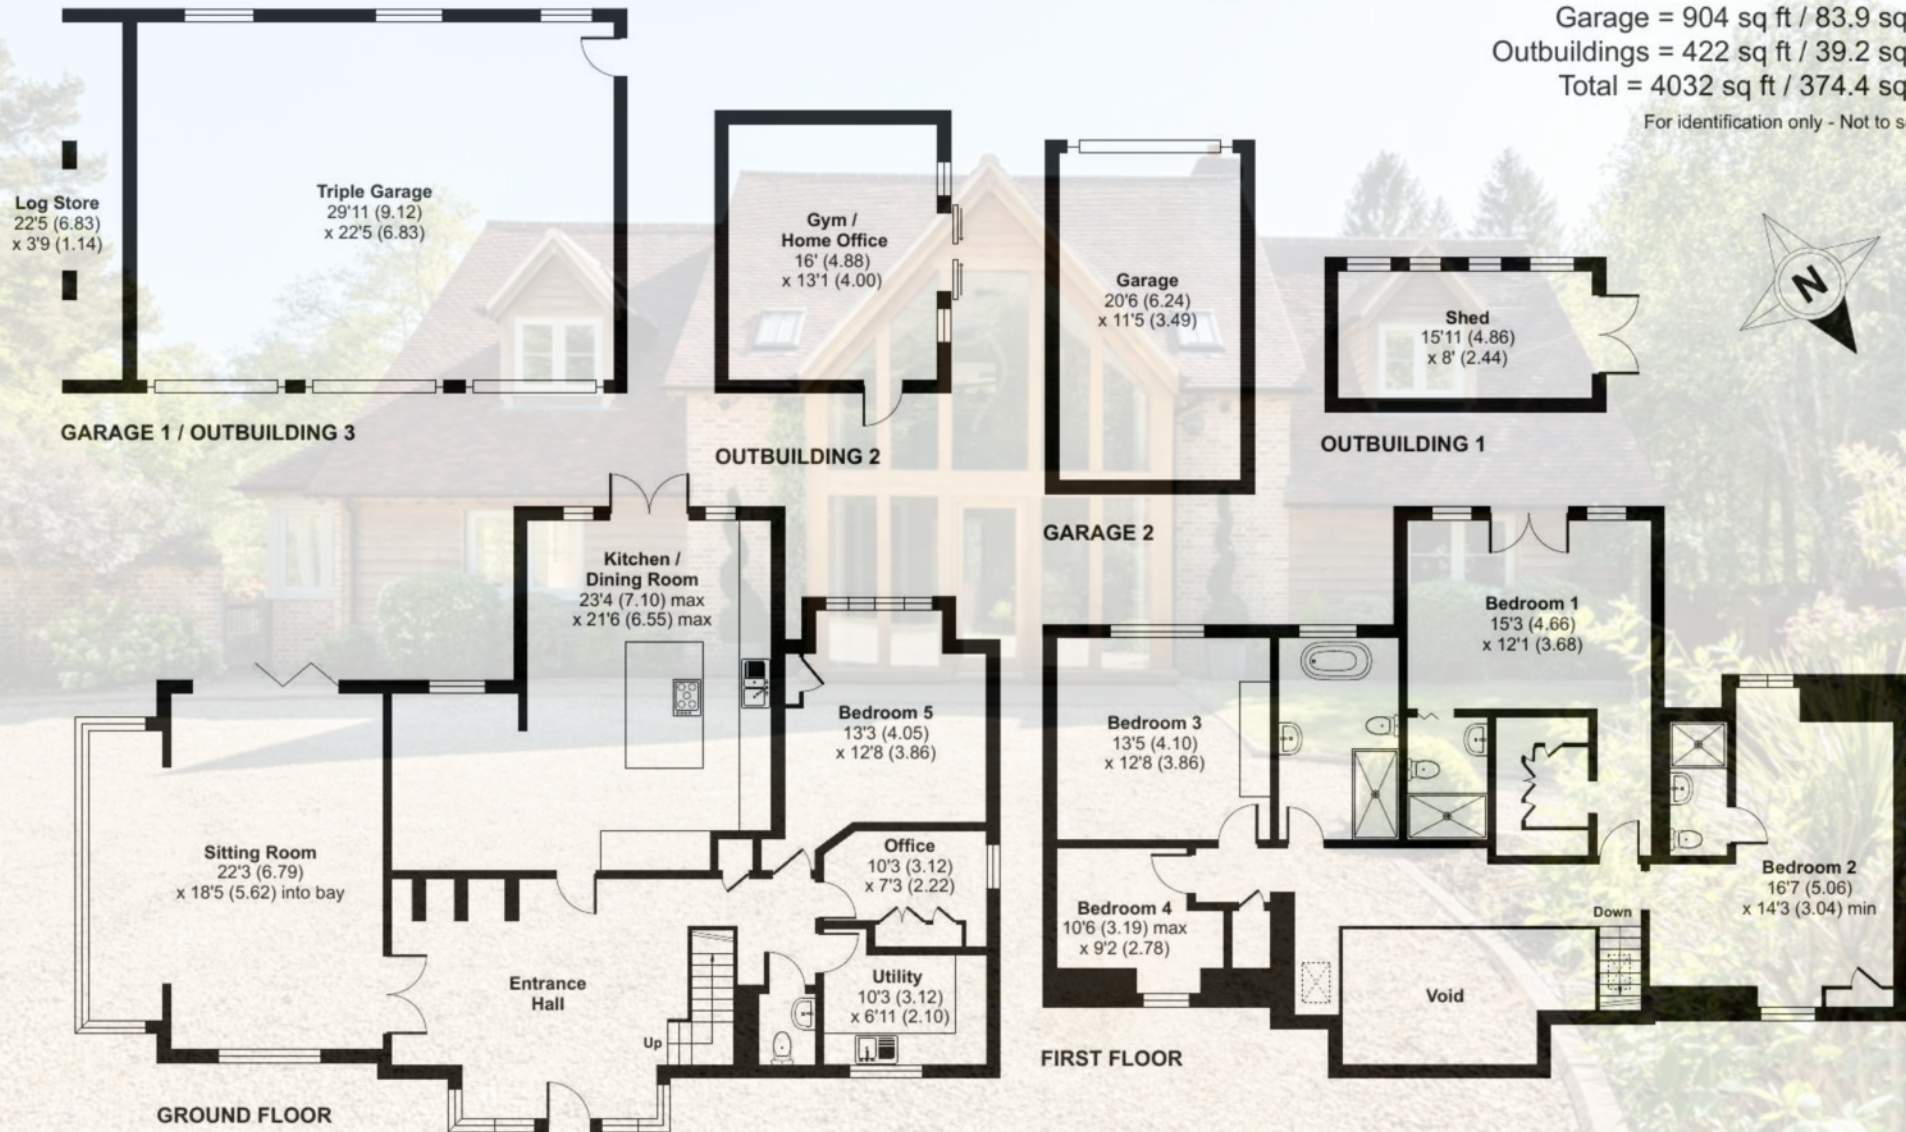 Garage = 904 sq ft / 83.9 sq
Outbuildings = 422 sq ft / 39.2 sq
Total = 4032 sq ft / 374.4 sq
For identification only - Not to s
Log Store
22'5 (6.83)
x 3'9 (1.14)
Triple Garage
29'11 (9.12)
x 22'5 (6.83)
GARAGE 1 / OUTBUILDING 3
Gym /
Home Office
16' (4.88)
x 13'1 (4.00)
OUTBUILDING 2
Garage
20'6 (6.24)
x 11'5 (3.49)
GARAGE 2
Shed
15'11 (4.86)
x 8' (2.44)
OUTBUILDING 1
N
Kitchen /
Dining Room
23'4 (7.10) max
x 21'6 (6.55) max
Bedroom 5
13'3 (4.05)
x 12'8 (3.86)
Sitting Room
22'3 (6.79)
x 18'5 (5.62) into bay
Office
10'3 (3.12)
x 7'3 (2.22)
Entrance
Hall
Utility
10'3 (3.12)
x 6'11 (2.10)
Up
GROUND FLOOR
Bedroom 1
15'3 (4.66)
x 12'1 (3.68)
Bedroom 3
13'5 (4.10)
x 12'8 (3.86)
Bedroom 2
16'7 (5.06)
x 14'3 (3.04) min
Bedroom 4
10'6 (3.19) max
x 9'2 (2.78)
Down
Void
FIRST FLOOR